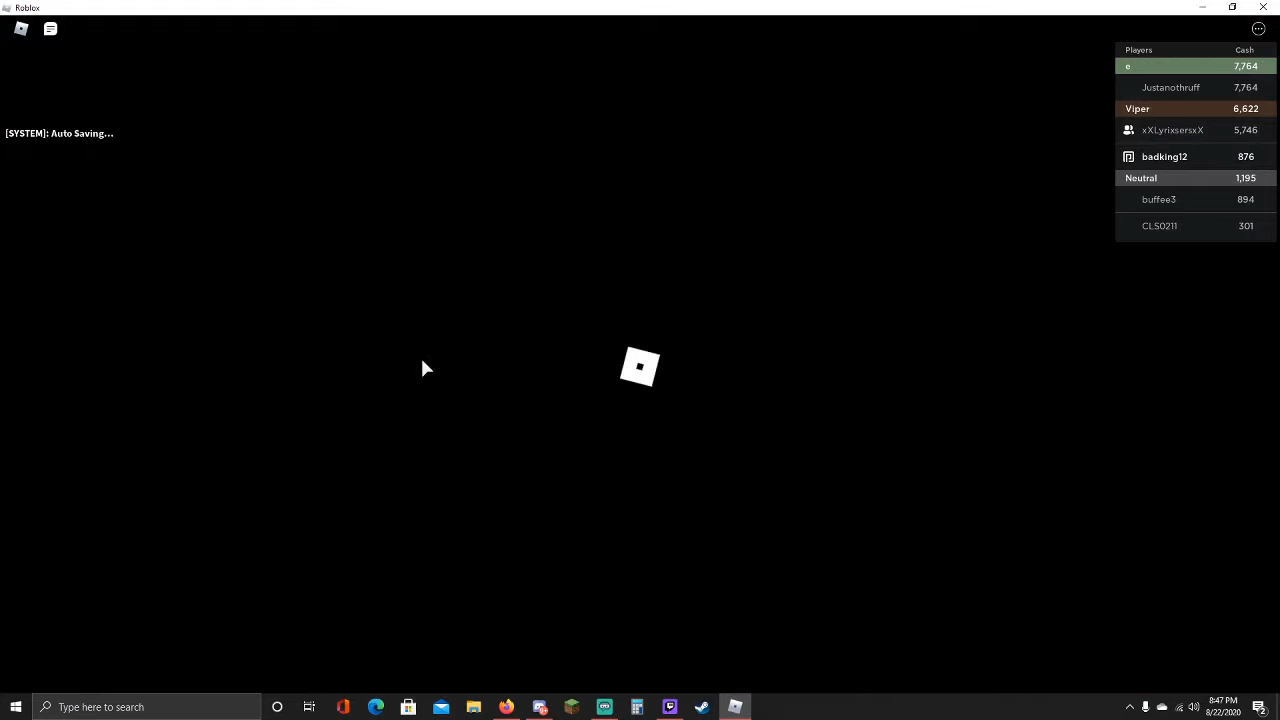 Roblox
Players Cash
e 7,764
Justanothruff 7,764
Viper 6,622
[SYSTEM]: Auto Saving...
xXLyrixsersxX 5,746
badking12 876
Neutral 1,195
buffee3 894
CLS0211 301
Type here to search
8:47 PM
8/22/2020
2